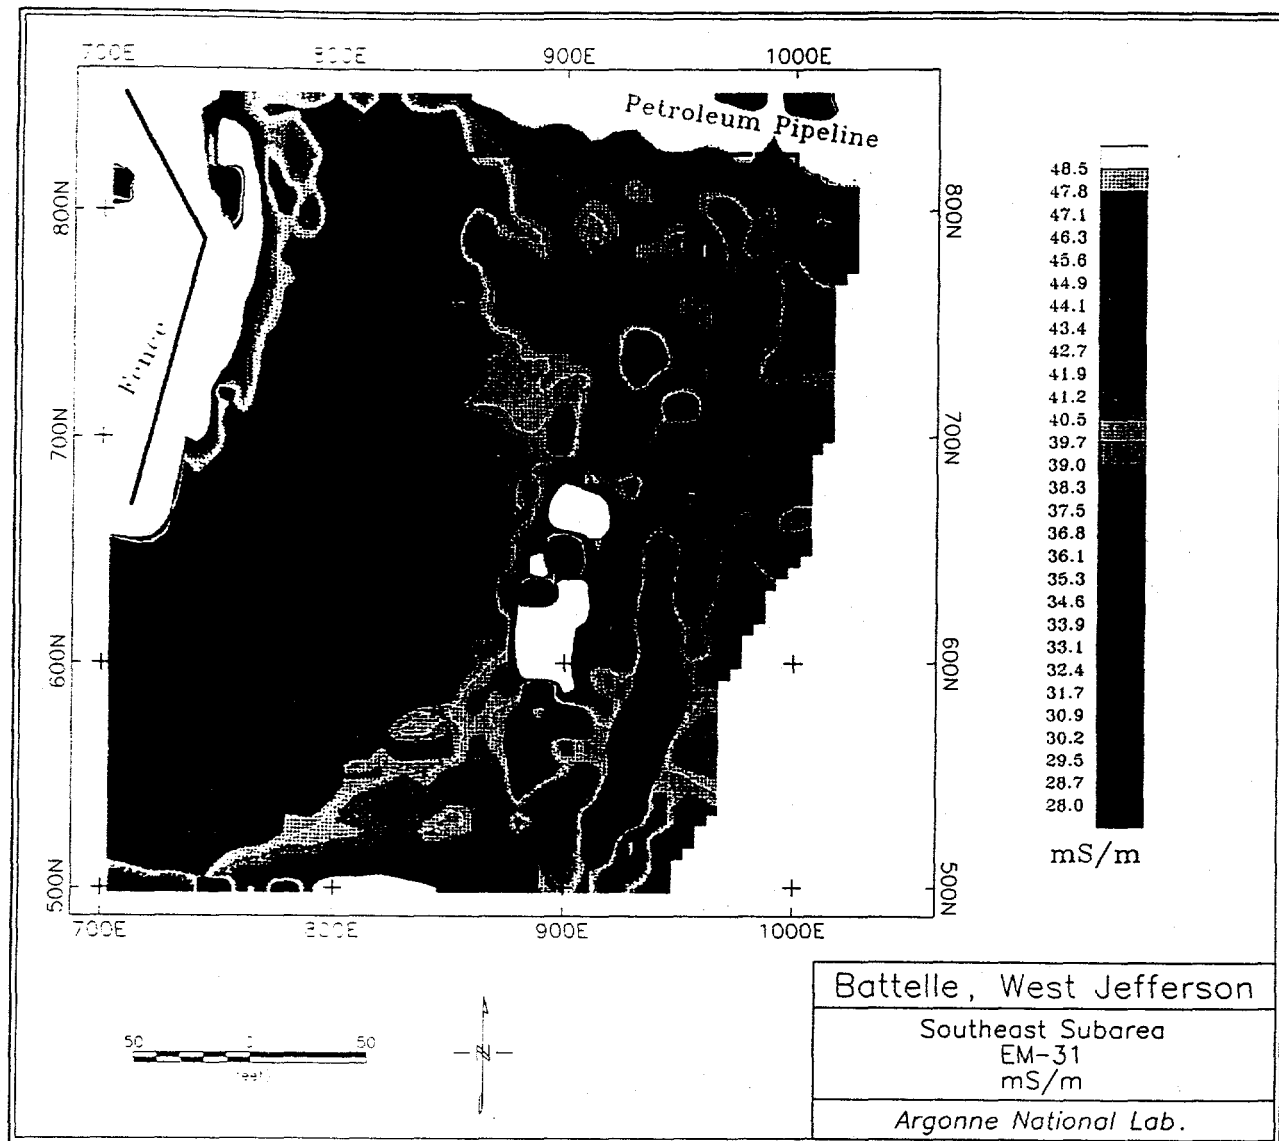 700E 800E 900E 1000E
Petroleum Pipeline
800N
700N
600N
500N
Fence
800N
700N
600N
500N
700E 800E 900E 1000E
48.5
47.8
47.1
46.3
45.6
44.9
44.1
43.4
42.7
41.9
41.2
40.5
39.7
39.0
38.3
37.5
36.8
36.1
35.3
34.6
33.9
33.1
32.4
31.7
30.9
30.2
29.5
28.7
28.0
mS/m
50 0 50
(feet)
N
Battelle, West Jefferson
Southeast Subarea
EM-31
mS/m
Argonne National Lab.